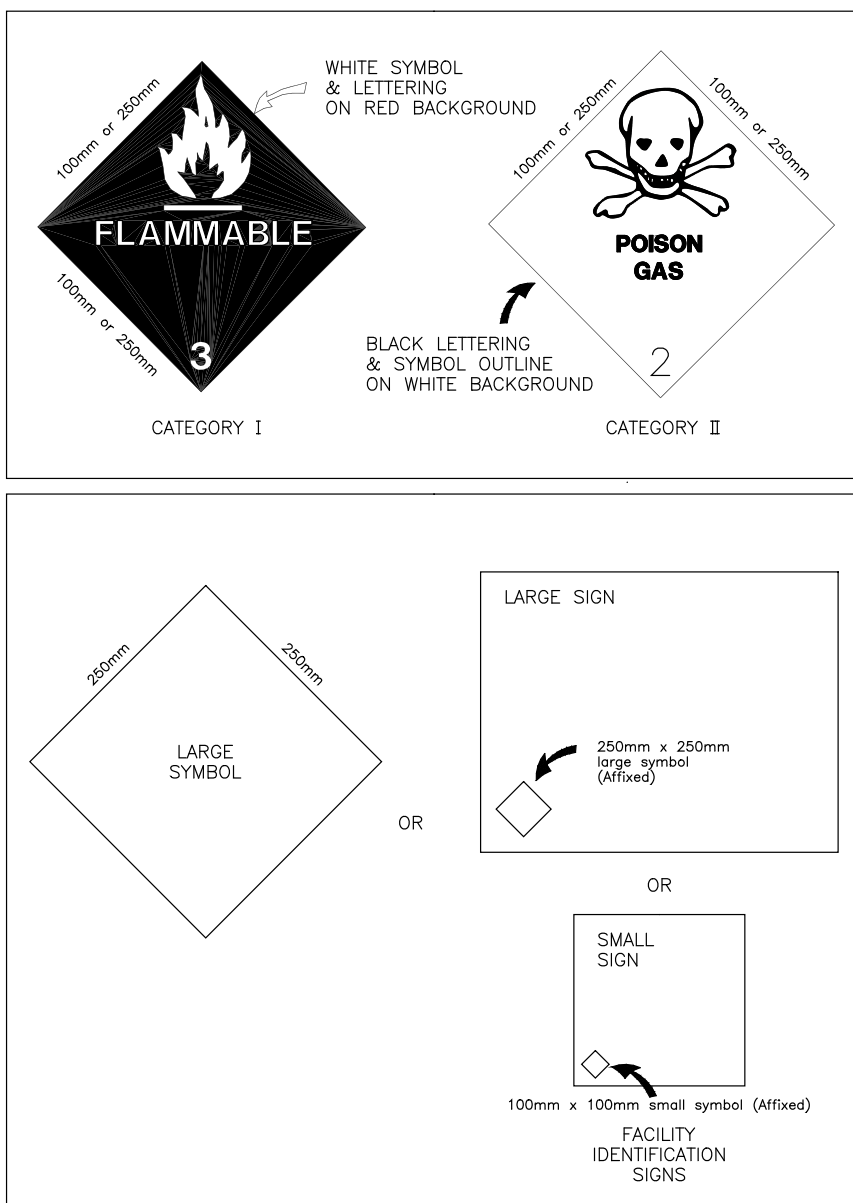 100mm or 250mm
WHITE SYMBOL
& LETTERING
ON RED BACKGROUND
FLAMMABLE
100mm or 250mm
3
CATEGORY I
100mm or 250mm
100mm or 250mm
POISON
GAS
BLACK LETTERING
& SYMBOL OUTLINE
ON WHITE BACKGROUND
2
CATEGORY II
250mm
250mm
LARGE
SYMBOL
OR
LARGE SIGN
250mm x 250mm
large symbol
(Affixed)
OR
SMALL
SIGN
100mm x 100mm small symbol (Affixed)
FACILITY
IDENTIFICATION
SIGNS